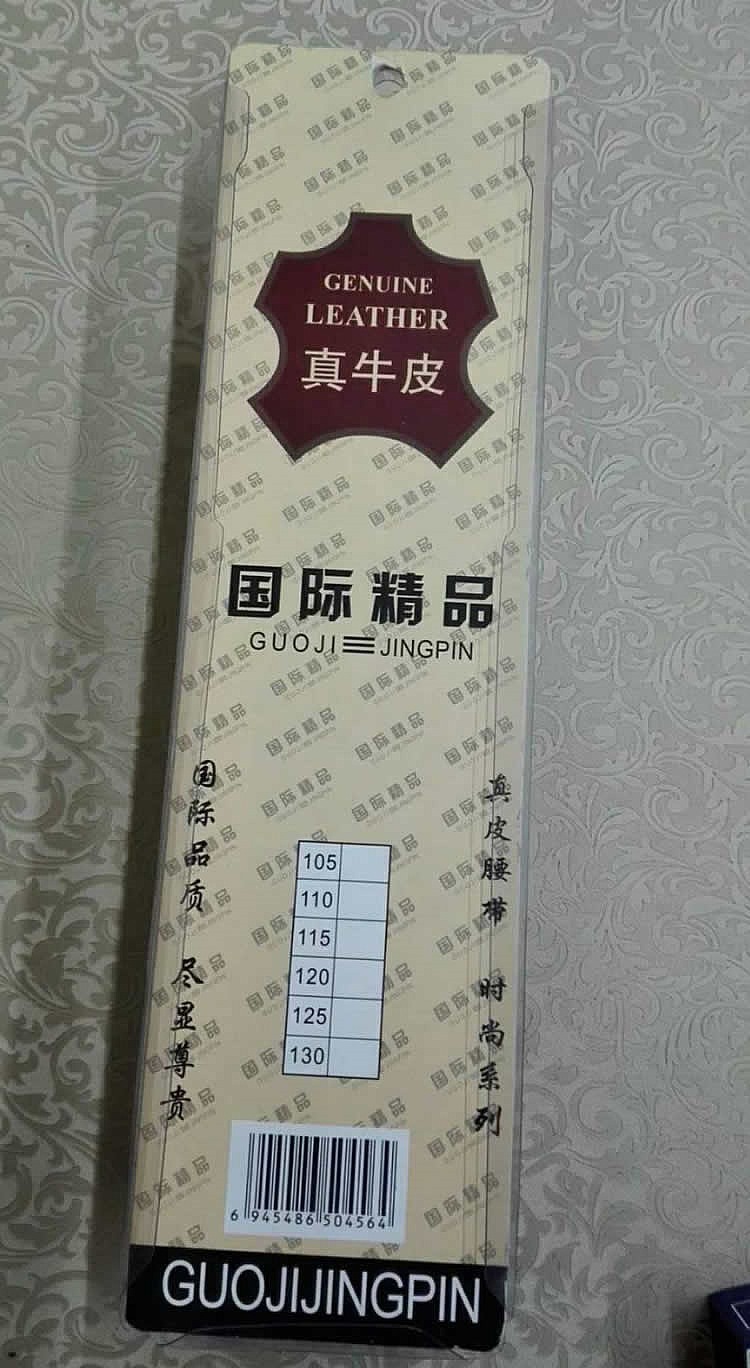 GENUINE
LEATHER
真牛皮
国际精品
GUOJI JINGPIN
国际品质 尽显尊贵
真皮腰带 时尚系列
105
110
115
120
125
130
6 945486 504564
GUOJIJINGPIN